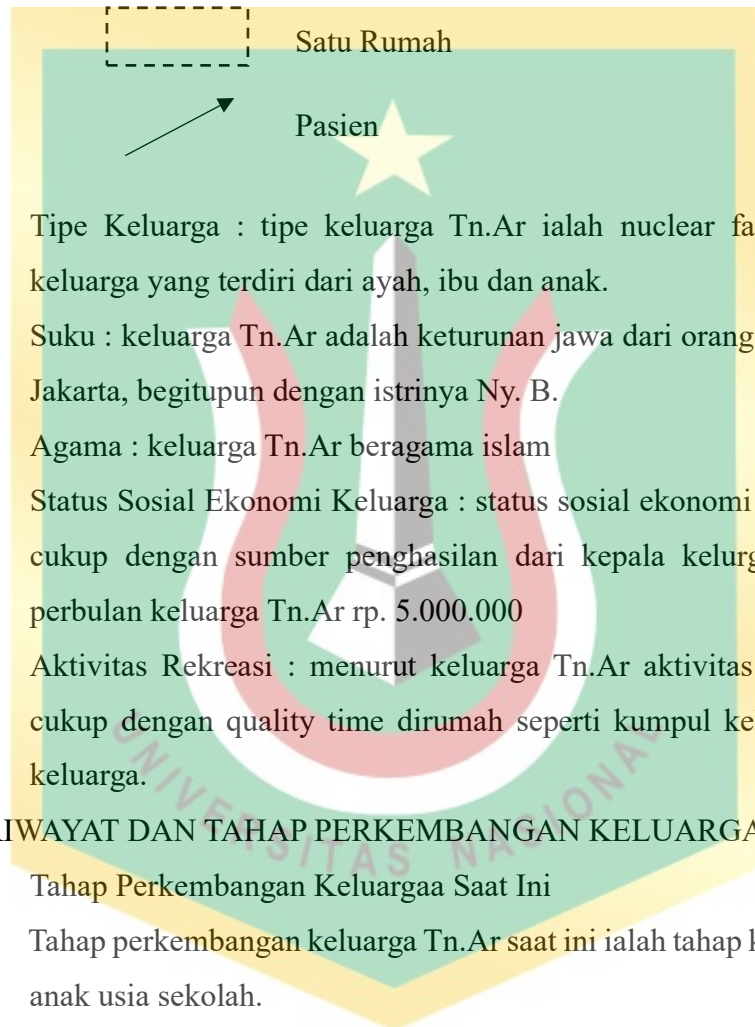 Satu Rumah
Pasien
Tipe Keluarga : tipe keluarga Tn.Ar ialah nuclear
keluarga yang terdiri dari ayah, ibu dan anak.
Suku : keluarga Tn.Ar adalah keturunan jawa dari orang
Jakarta, begitupun dengan istrinya Ny. B.
Agama : keluarga Tn.Ar beragama islam
Status Sosial Ekonomi Keluarga : status sosial ekonomi
cukup dengan sumber penghasilan dari kepala
perbulan keluarga Tn.Ar rp. 5.000.000
Aktivitas Rekreasi : menurut keluarga Tn.Ar aktivitas
cukup dengan quality time dirumah seperti kumpul
keluarga.
UNIVERSITAS NASIONAL
DAN TAHAP PERKEMBANGAN KELUARGA
Tahap Perkembangan Keluargaa Saat Ini
Tahap perkembangan keluarga Tn.Ar saat ini ialah tahap
anak usia sekolah.